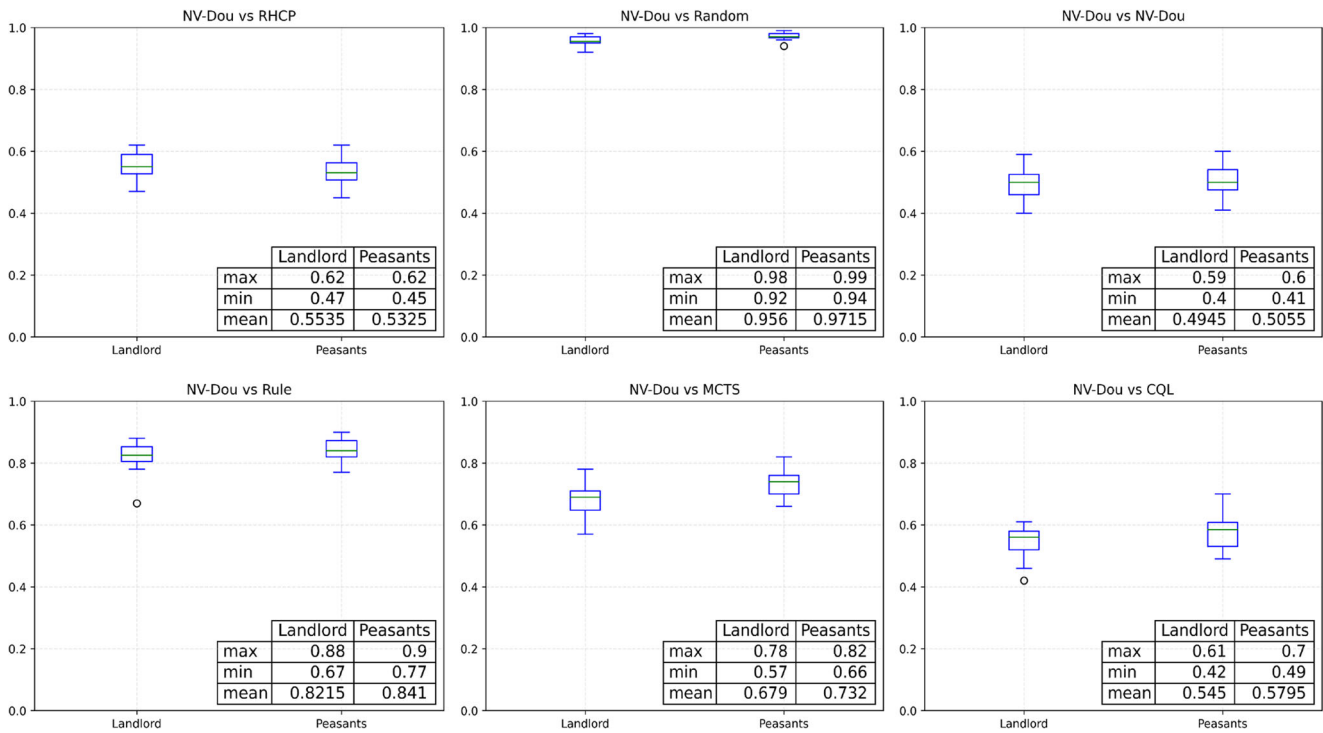 NV-Dou vs RHCP
1.0
0.8
0.6
0.4
0.2
0.0
Landlord Peasants
max 0.62 0.62
min 0.47 0.45
mean 0.5535 0.5325
Landlord Peasants
NV-Dou vs Random
1.0
0.8
0.6
0.4
0.2
0.0
Landlord Peasants
max 0.98 0.99
min 0.92 0.94
mean 0.956 0.9715
Landlord Peasants
NV-Dou vs NV-Dou
1.0
0.8
0.6
0.4
0.2
0.0
Landlord Peasants
max 0.59 0.6
min 0.4 0.41
mean 0.4945 0.5055
Landlord Peasants
NV-Dou vs Rule
1.0
0.8
0.6
0.4
0.2
0.0
Landlord Peasants
max 0.88 0.9
min 0.67 0.77
mean 0.8215 0.841
Landlord Peasants
NV-Dou vs MCTS
1.0
0.8
0.6
0.4
0.2
0.0
Landlord Peasants
max 0.78 0.82
min 0.57 0.66
mean 0.679 0.732
Landlord Peasants
NV-Dou vs CQL
1.0
0.8
0.6
0.4
0.2
0.0
Landlord Peasants
max 0.61 0.7
min 0.42 0.49
mean 0.545 0.5795
Landlord Peasants